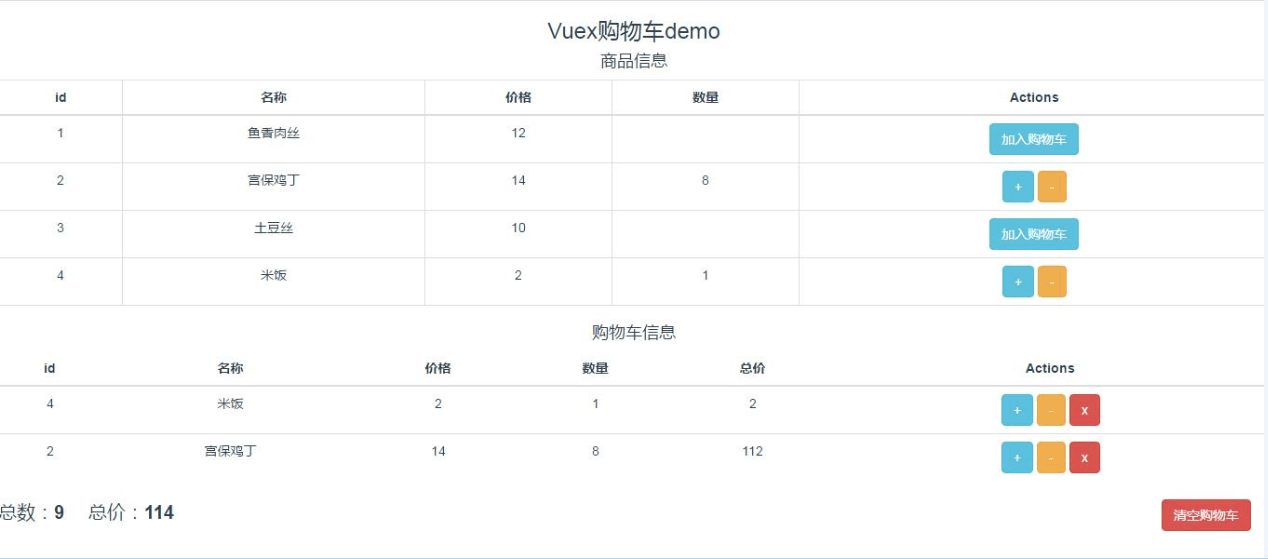 Vuex购物车demo
商品信息
id 名称 价格 数量 Actions
1 鱼香肉丝 12 加入购物车
2 宫保鸡丁 14 8 + -
3 土豆丝 10 加入购物车
4 米饭 2 1 + -
购物车信息
id 名称 价格 数量 总价 Actions
4 米饭 2 1 2 + - x
2 宫保鸡丁 14 8 112 + - x
总数：9 总价：114 清空购物车